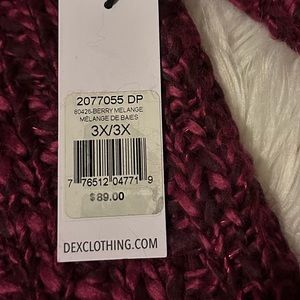 2077055 DP
80426-BERRY MELANGE
MÉLANGE DE BAIES
3X/3X
7 76512 04771 9
$89.00
DEXCLOTHING.COM